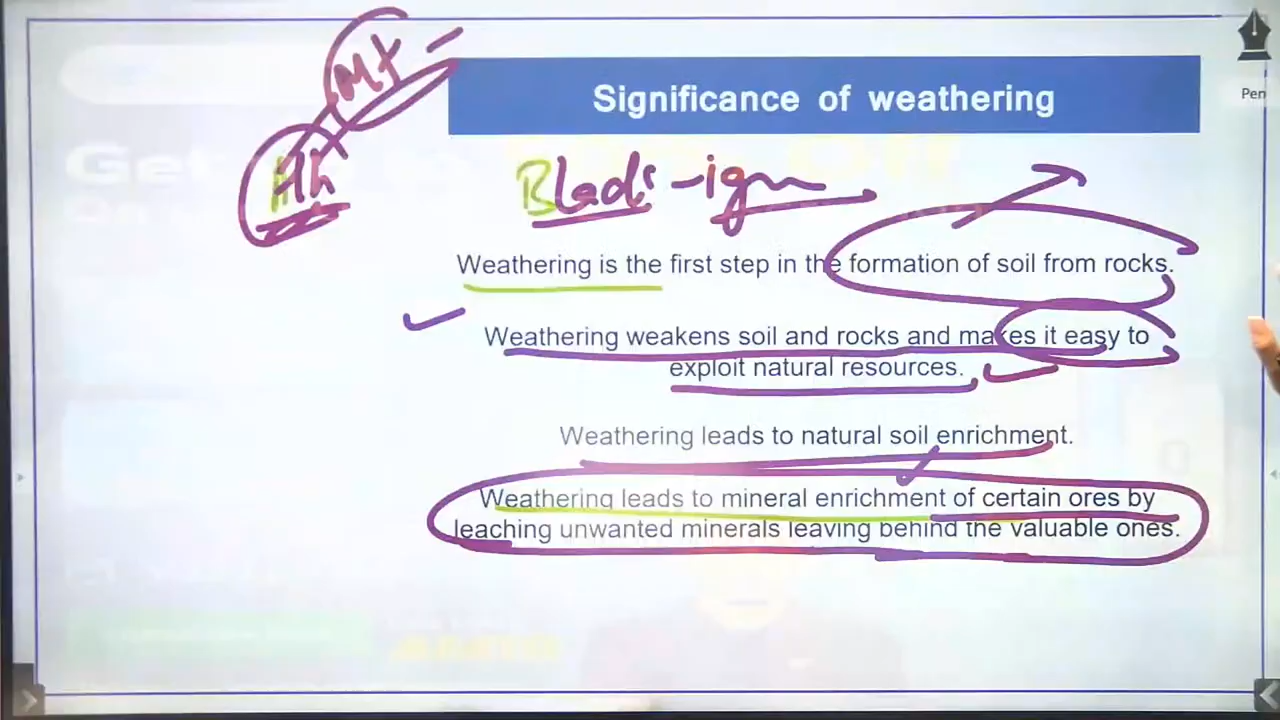 Mt
Pen
Significance of weathering
Weathering is the first step in the formation of soil from rocks.
Weathering weakens soil and rocks and makes it easy to
exploit natural resources.
Weathering leads to natural soil enrichment.
Weathering leads to mineral enrichment of certain ores by
leaching unwanted minerals leaving behind the valuable ones.